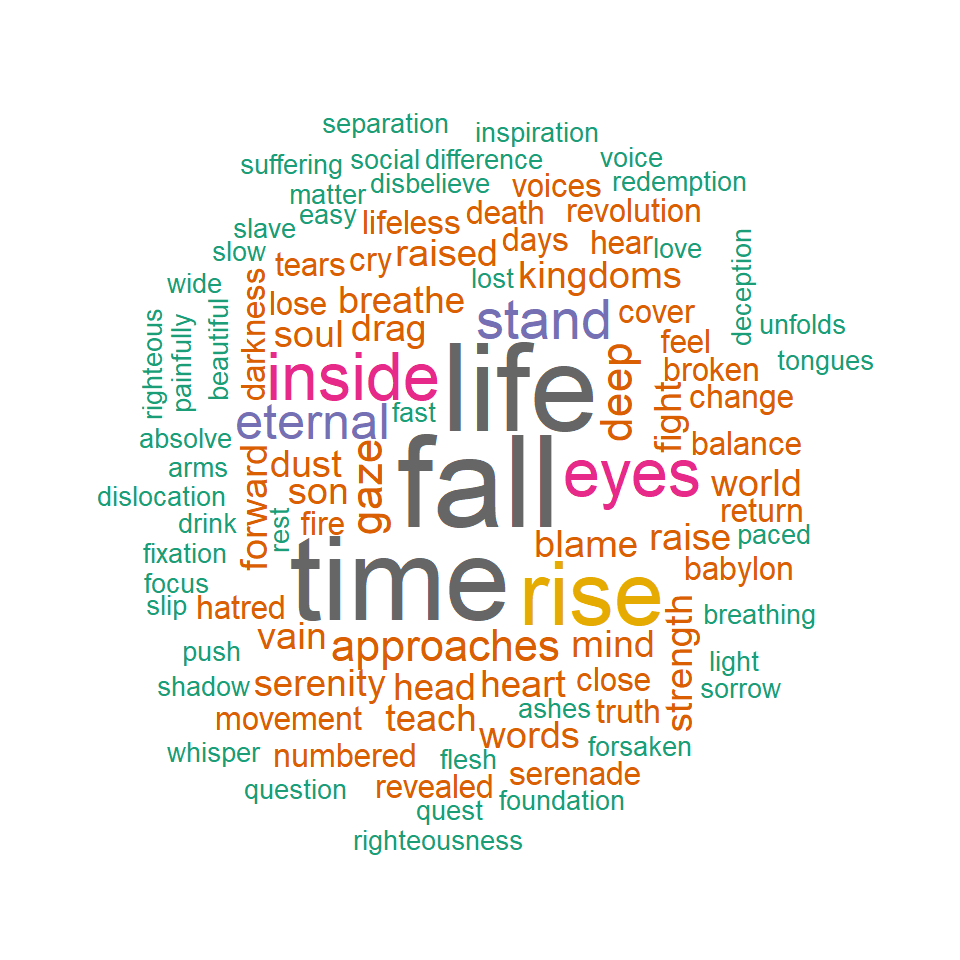 separation
inspiration
suffering
social
difference
voice
matter
disbelieve
voices
redemption
slave
easy
lifeless
death
revolution
slow
tears
cry
raised
days
hear
love
wide
darkness
lose
breathe
lost
kingdoms
deception
righteous
painfully
beautiful
soul
drag
stand
cover
unfolds
inside
life
deep
feel
tongues
broken
absolve
eternal
fast
fight
change
arms
dust
gaze
fall
eyes
balance
dislocation
forward
son
world
drink
rest
fire
return
fixation
time
blame
raise
paced
focus
rise
babylon
slip
hatred
strength
breathing
push
vain
approaches
mind
light
shadow
serenity
head
heart
close
sorrow
movement
teach
ashes
truth
whisper
numbered
flesh
words
forsaken
question
revealed
serenade
quest
foundation
righteousness